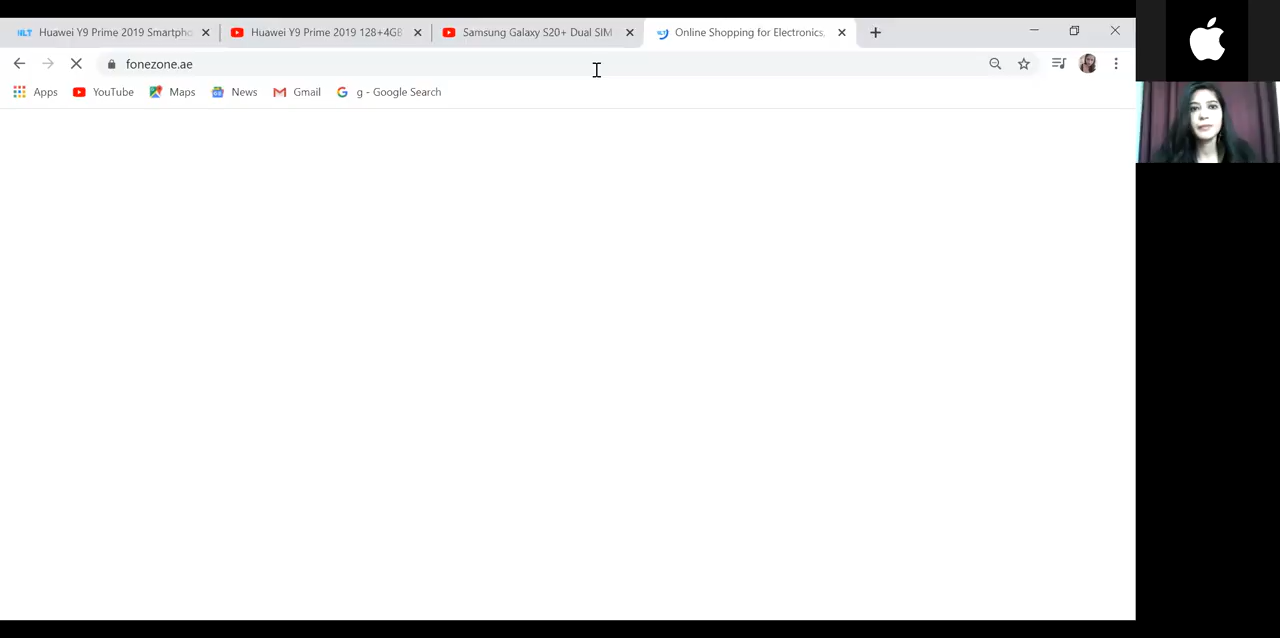 Huawei Y9 Prime 2019 Smartpho
Huawei Y9 Prime 2019 128+4GB
Samsung Galaxy S20+ Dual SIM
Online Shopping for Electronics,
fonezone.ae
Apps YouTube Maps News Gmail g - Google Search